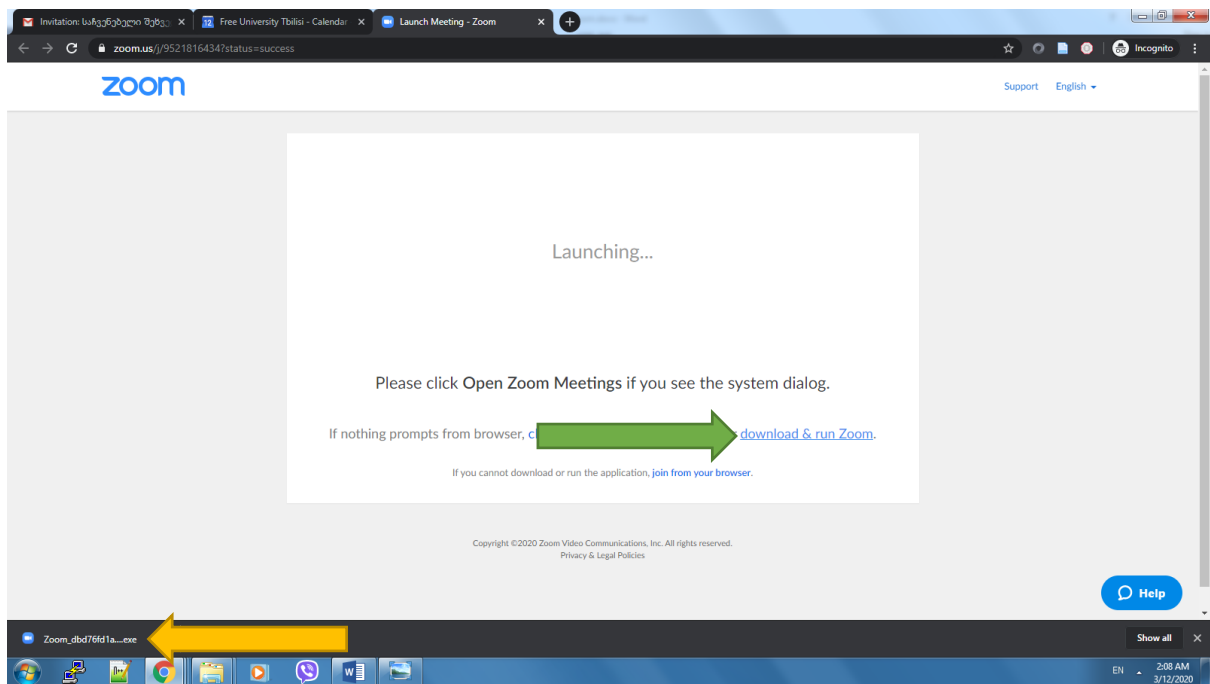 Invitation: საჩვენებელი შეხვე
Free University Tbilisi - Calendar
Launch Meeting - Zoom
zoom.us/j/9521816434?status=success
Incognito
zoom
Support English
Launching...
Please click Open Zoom Meetings if you see the system dialog.
If nothing prompts from browser, download & run Zoom.
If you cannot download or run the application, join from your browser.
Copyright ©2020 Zoom Video Communications, Inc. All rights reserved.
Privacy & Legal Policies
Help
Zoom_dbd76fd1a....exe
Show all
EN 2:08 AM
3/12/2020